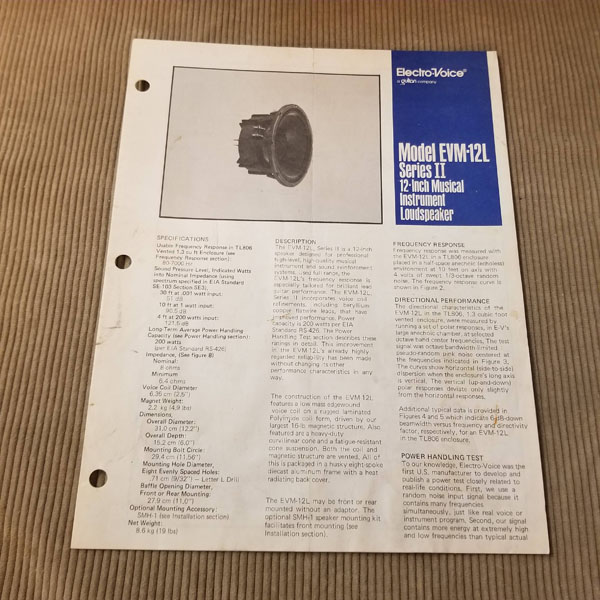 Electro-Voice®
a gulton company
Model EVM-12L
Series II
12-Inch Musical
Instrument
Loudspeaker
SPECIFICATIONS
Usable Frequency Response in TL806
Vented 1.3 cu ft Enclosure (see
Frequency Response section):
80-7000 Hz
Sound Pressure Level, Indicated Watts
into Nominal Impedance (using
speaker specified in EIA Standard
SE-103 Section SE3),
30 ft at .001 watt input:
51 dB
10 ft at 1 watt input:
90.5 dB
4 ft at 200 watts input:
121.5 dB
Long-Term Average Power Handling
Capacity (see Power Handling section):
200 watts
(per EIA Standard RS-426)
Impedance, (See Figure B)
Nominal:
8 ohms
Minimum:
6.4 ohms
Voice Coil Diameter
6.35 cm (2.5")
Magnet Weight:
2.2 kg (4.9 lbs)
Dimensions,
Overall Diameter:
31.0 cm (12.2")
Overall Depth:
15.2 cm (6.0")
Mounting Bolt Circle:
29.4 cm (11.56")
Mounting Hole Diameter,
Eight Evenly Spaced Holes:
.71 cm (9/32") — Letter L Drill
Baffle Opening Diameter,
Front or Rear Mounting:
27.9 cm (11.0")
Optional Mounting Accessory:
SMH-1 (see Installation section)
Net Weight:
8.6 kg (19 lbs)
DESCRIPTION
The EVM-12L, Series II is a 12-inch
speaker designed for professional
high-level, high-quality musical
instrument and sound reinforcement
systems. Used full range, the
EVM-12L's frequency response is
especially tailored for brilliant lead
guitar performance. The EVM-12L,
Series II incorporates voice coil
refinements, including beryllium
copper flatwire leads, that have
improved performance. Power
capacity is 200 watts per EIA
Standard RS-426. The Power
Handling Test section describes these
ratings in detail. This improvement
in the EVM-12L's already highly
regarded reliability has been made
without changing its other
performance characteristics in any
way.
The construction of the EVM-12L
features a low mass edgewound
voice coil on a rugged laminated
Polyimide coil form, driven by our
largest 16-lb magnetic structure. Also
featured are a heavy-duty
curvilinear cone and a fatigue-resistant
cone suspension. Both the coil and
magnetic structure are vented. All of
this is packaged in a husky eight-spoke
diecast aluminum frame with a heat
radiating back cover.
The EVM-12L may be front or rear
mounted without an adaptor. The
optional SMH-1 speaker mounting kit
facilitates front mounting (see
Installation section).
FREQUENCY RESPONSE
Frequency response was measured with
the EVM-12L in a TL806 enclosure
placed in a half space anechoic (echoless)
environment at 10 feet on axis with
4 watts of swept, 1/3-octave random
noise. The frequency response curve is
shown in Figure 2.
DIRECTIONAL PERFORMANCE
The directional characteristics of the
EVM-12L in the TL806, 1.3 cubic foot
vented enclosure, were measured by
running a set of polar responses, in E-V's
large anechoic chamber, at selected
octave band center frequencies. The test
signal was octave bandwidth-limited
pseudo-random pink noise centered at
the frequencies indicated in Figure 3.
The curves show horizontal (side-to-side)
dispersion when the enclosure's long axis
is vertical. The vertical (up-and-down)
polar responses deviate only slightly
from the horizontal responses.
Additional typical data is provided in
Figures 4 and 5 which indicate 6-dB-down
beamwidth versus frequency and directivity
factor, respectively, for an EVM-12L
in the TL806 enclosure.
POWER HANDLING TEST
To our knowledge, Electro-Voice was the
first U.S. manufacturer to develop and
publish a power test closely related to
real-life conditions. First, we use a
random noise input signal because it
contains many frequencies
simultaneously, just like real voice or
instrument program. Second, our signal
contains more energy at extremely high
and low frequencies than typical actual